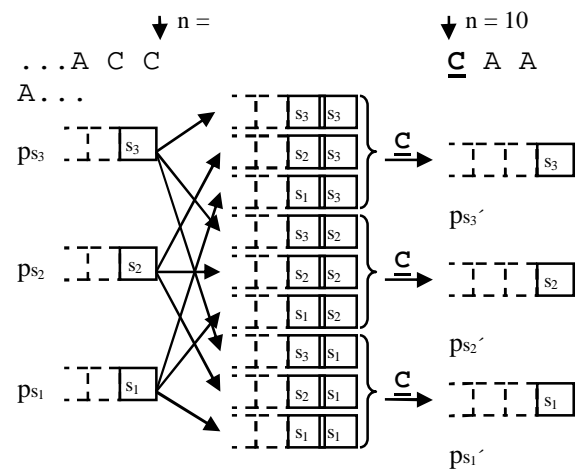 n =
n = 10
...A C C
C A A
A...
s3 s3
ps3
s3
s2 s3
C
s3
s1 s3
ps3´
s3 s2
ps2
s2
s2 s2
C
s2
s1 s2
ps2´
s3 s1
ps1
s1
s2 s1
C
s1
s1 s1
ps1´